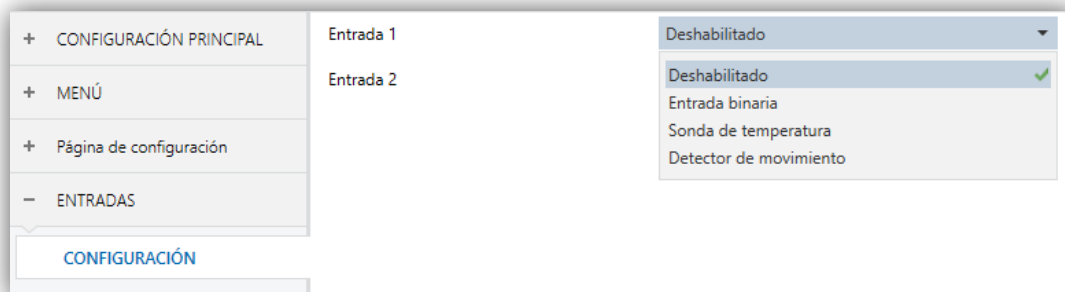 + CONFIGURACIÓN PRINCIPAL
+ MENÚ
+ Página de configuración
− ENTRADAS
CONFIGURACIÓN
Entrada 1
Deshabilitado
Entrada 2
Deshabilitado
Entrada binaria
Sonda de temperatura
Detector de movimiento